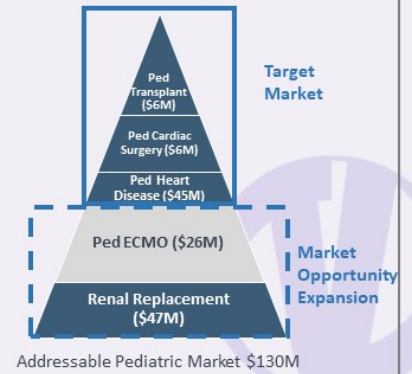 Ped
Transplant
($6M)
Target
Market
Ped Cardiac
Surgery ($6M)
Ped Heart
Disease ($45M)
Ped ECMO ($26M)
Market
Opportunity
Expansion
Renal Replacement
($47M)
Addressable Pediatric Market $130M